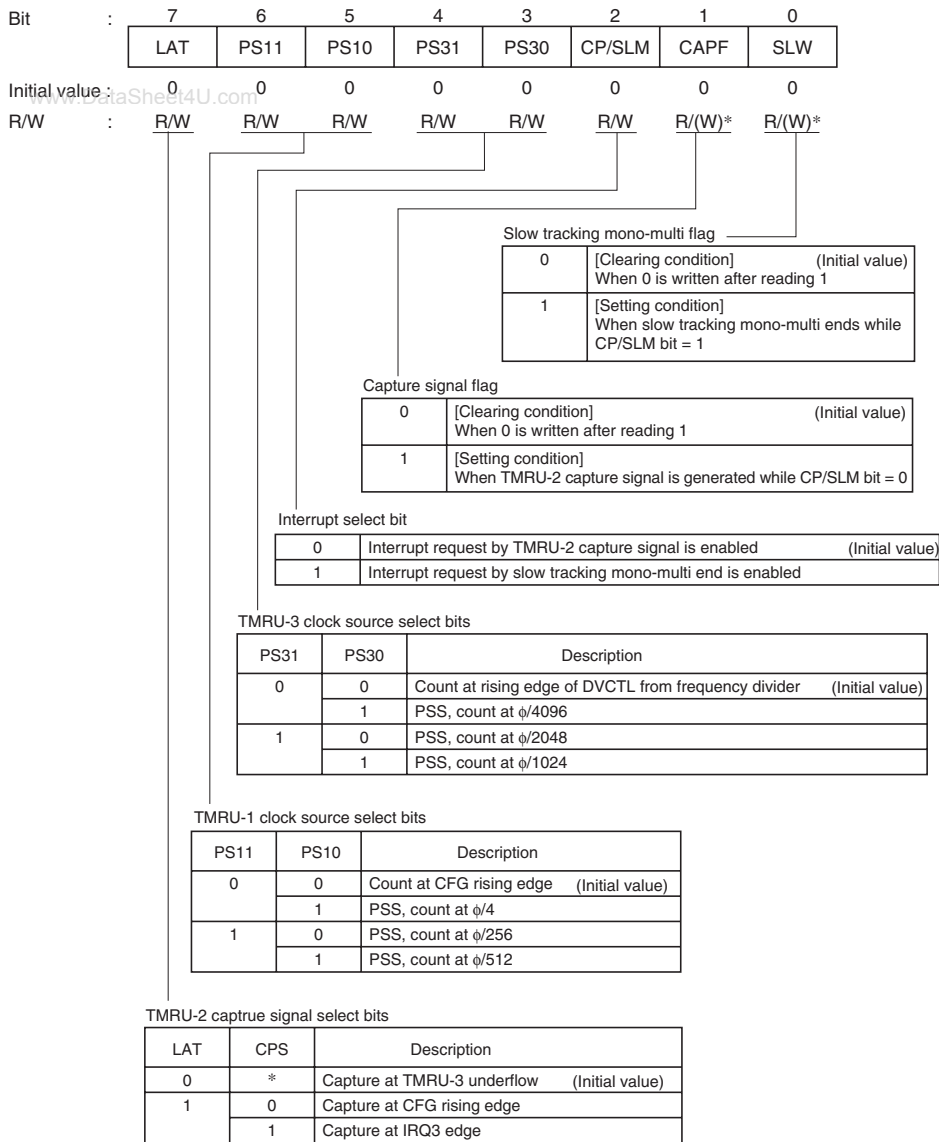 Bit : 7 6 5 4 3 2 1 0
LAT PS11 PS10 PS31 PS30 CP/SLM CAPF SLW
Initial value : 0 0 0 0 0 0 0 0
www.DataSheet4U.com
R/W : R/W R/W R/W R/W R/W R/W R/(W)* R/(W)*
Slow tracking mono-multi flag
0 [Clearing condition] (Initial value)
When 0 is written after reading 1
1 [Setting condition]
When slow tracking mono-multi ends while
CP/SLM bit = 1
Capture signal flag
0 [Clearing condition] (Initial value)
When 0 is written after reading 1
1 [Setting condition]
When TMRU-2 capture signal is generated while CP/SLM bit = 0
Interrupt select bit
0 Interrupt request by TMRU-2 capture signal is enabled (Initial value)
1 Interrupt request by slow tracking mono-multi end is enabled
TMRU-3 clock source select bits
PS31 PS30 Description
0 0 Count at rising edge of DVCTL from frequency divider (Initial value)
1 PSS, count at ϕ/4096
1 0 PSS, count at ϕ/2048
1 PSS, count at ϕ/1024
TMRU-1 clock source select bits
PS11 PS10 Description
0 0 Count at CFG rising edge (Initial value)
1 PSS, count at ϕ/4
1 0 PSS, count at ϕ/256
1 PSS, count at ϕ/512
TMRU-2 captrue signal select bits
LAT CPS Description
0 * Capture at TMRU-3 underflow (Initial value)
1 0 Capture at CFG rising edge
1 Capture at IRQ3 edge